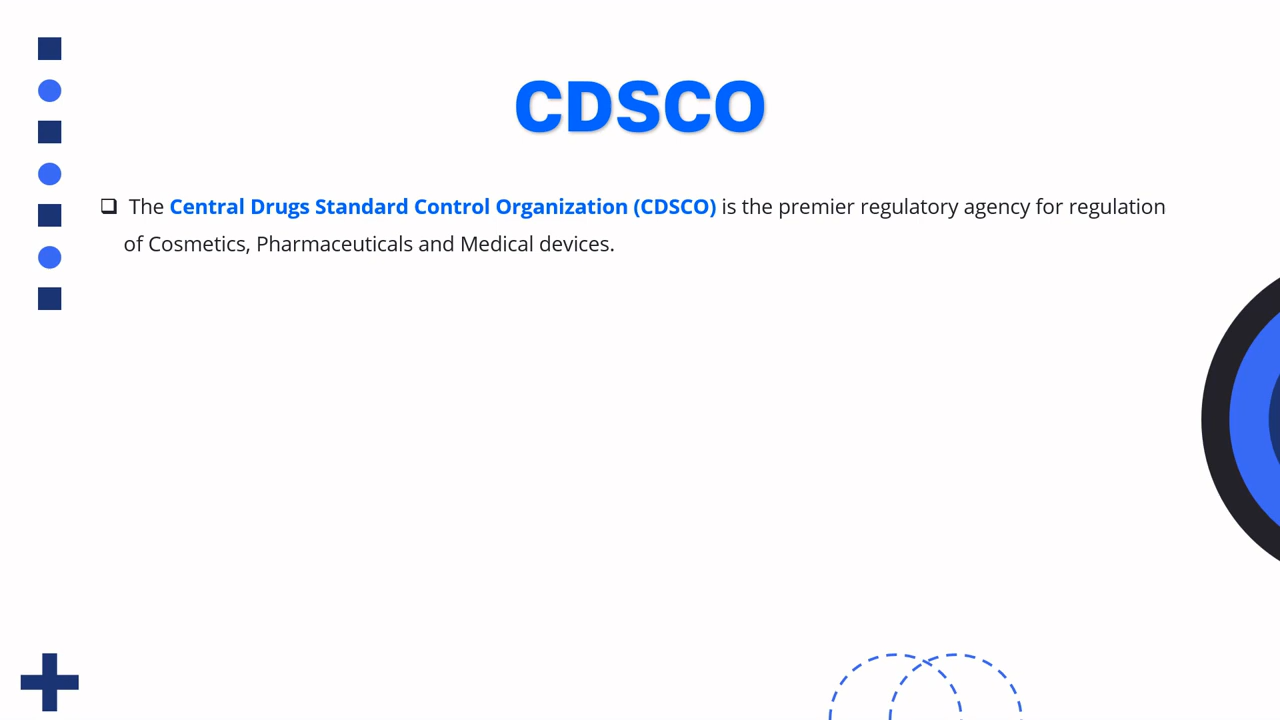 CDSCO
❑ The Central Drugs Standard Control Organization (CDSCO) is the premier regulatory agency for regulation
of Cosmetics, Pharmaceuticals and Medical devices.